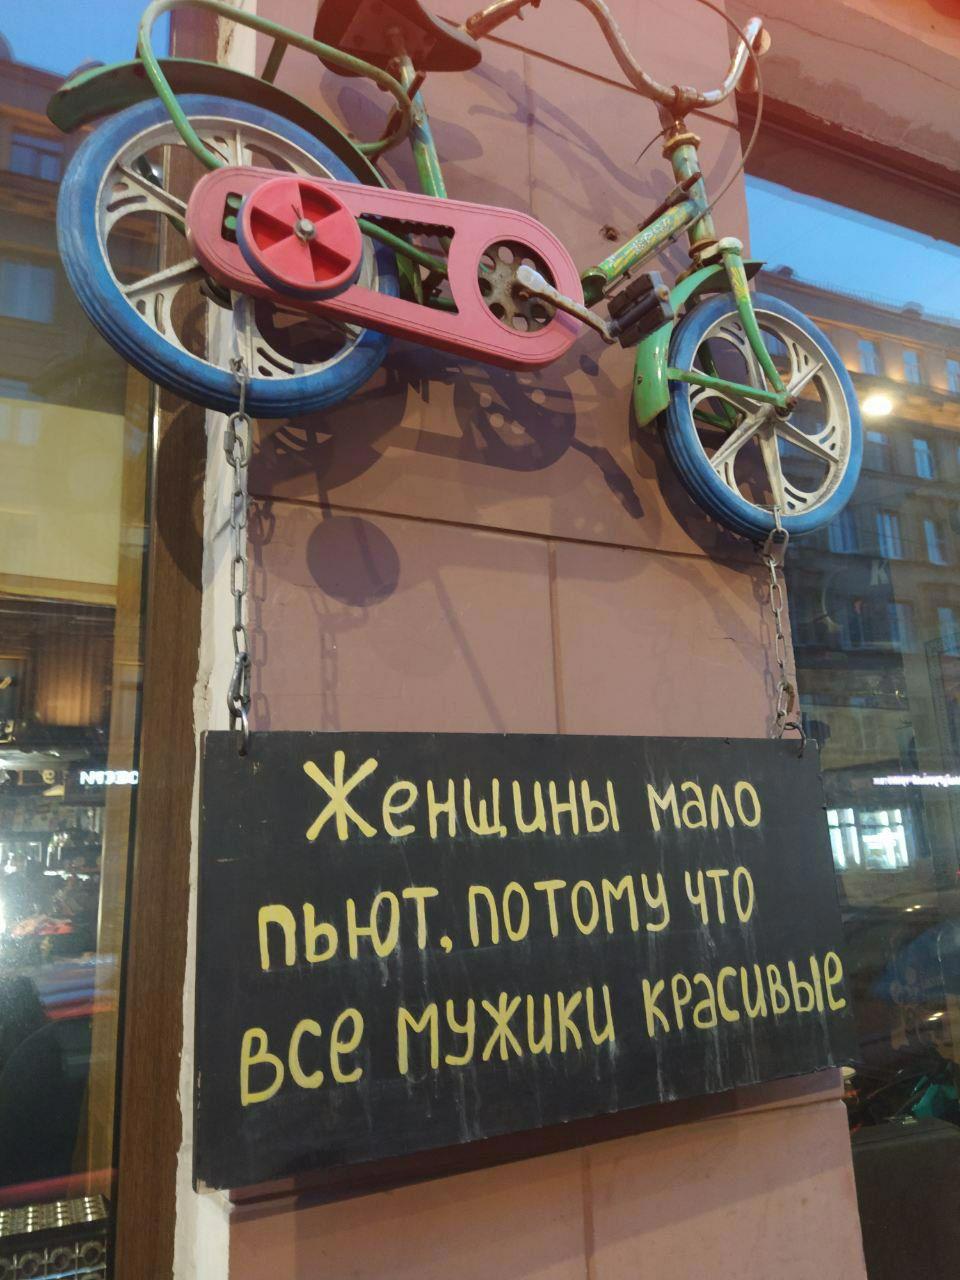 Женщины мало
пьют, потому что
все мужики красивые